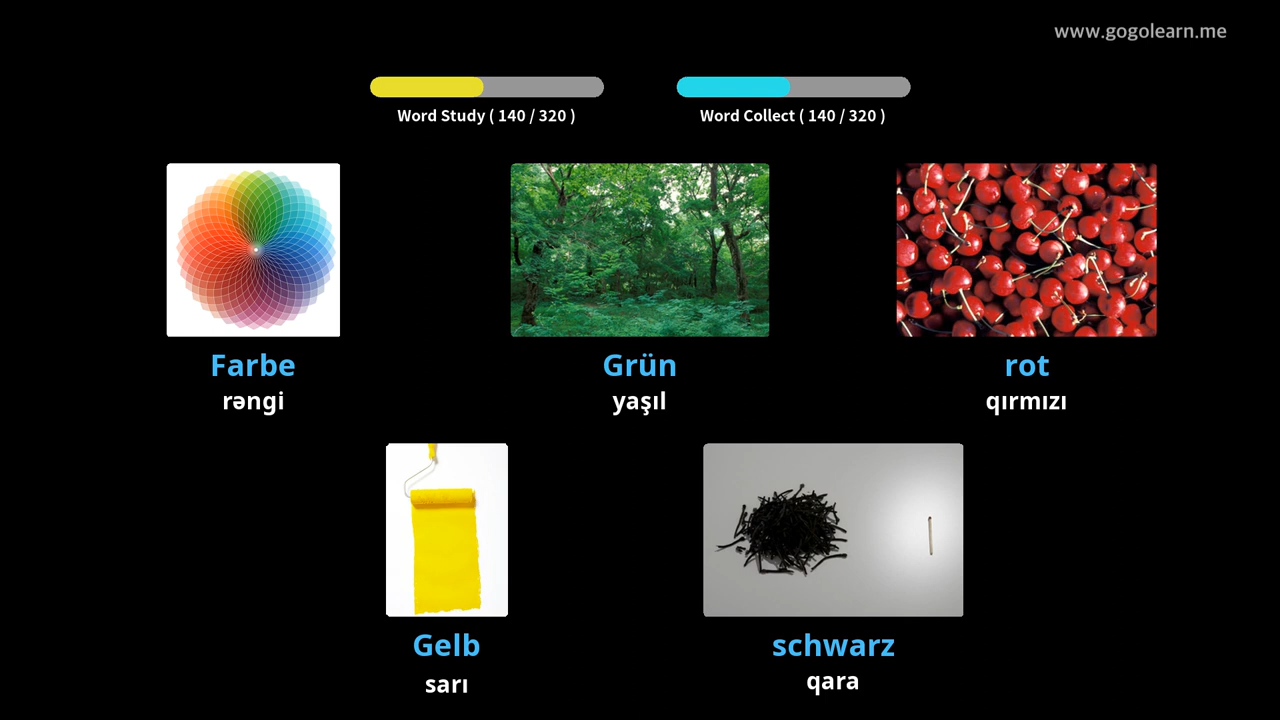 www.gogolearn.me
Word Study ( 140 / 320 )
Word Collect ( 140 / 320 )
Farbe
rəngi
Grün
yaşıl
rot
qırmızı
Gelb
sarı
schwarz
qara